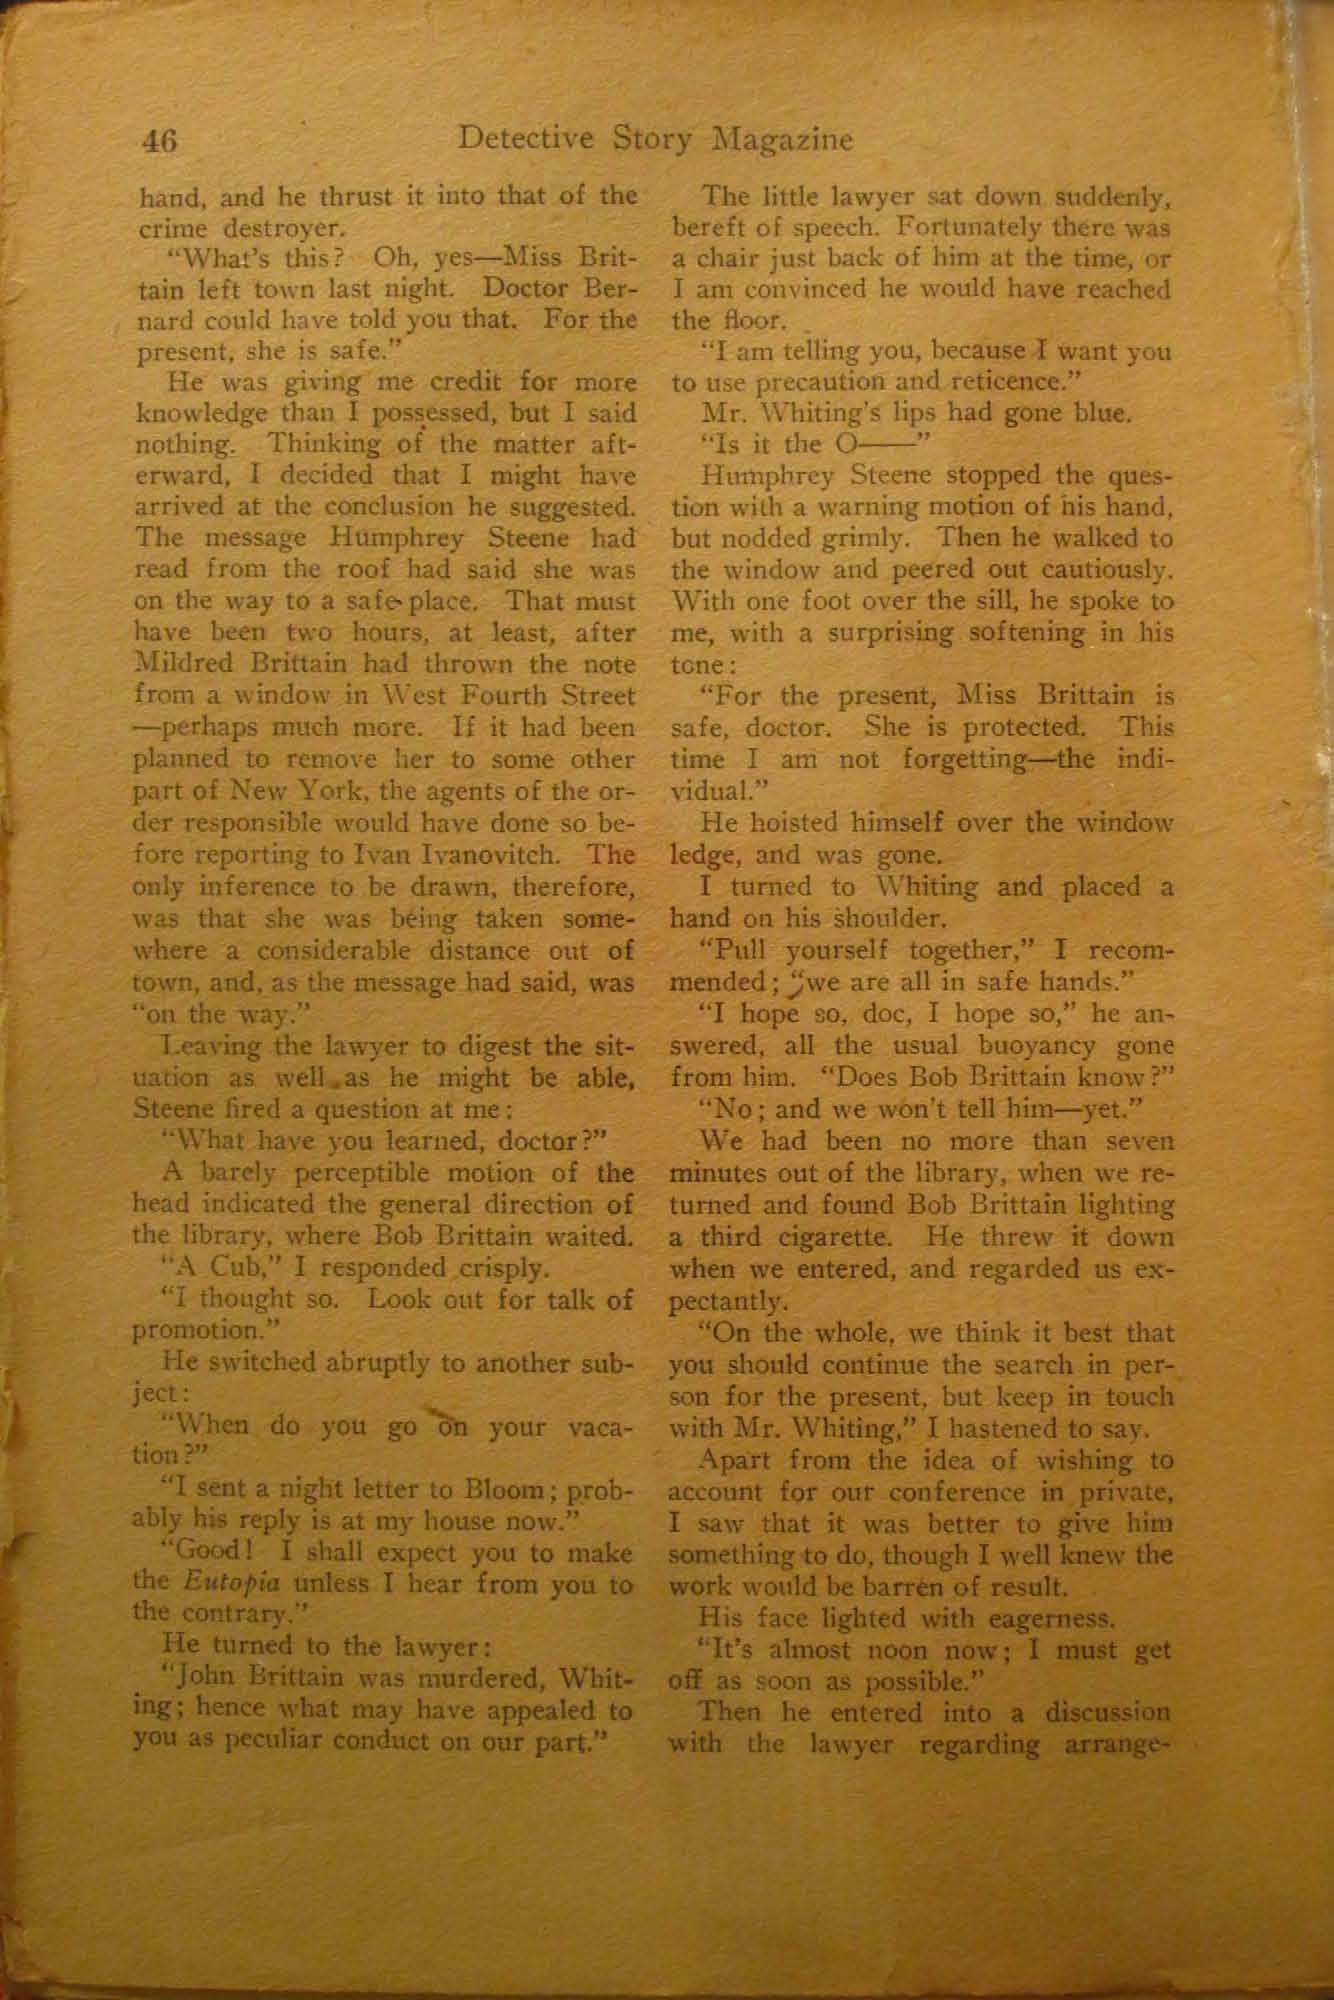 46
Detective Story Magazine
hand, and he thrust it into that of the
crime destroyer.
"What's this? Oh, yes—Miss Brit-
tain left town last night. Doctor Ber-
nard could have told you that. For the
present, she is safe."
He was giving me credit for more
knowledge than I possessed, but I said
nothing. Thinking of the matter aft-
erward, I decided that I might have
arrived at the conclusion he suggested.
The message Humphrey Steene had
read from the roof had said she was
on the way to a safe place. That must
have been two hours, at least, after
Mildred Brittain had thrown the note
from a window in West Fourth Street
—perhaps much more. If it had been
planned to remove her to some other
part of New York, the agents of the or-
der responsible would have done so be-
fore reporting to Ivan Ivanovitch. The
only inference to be drawn, therefore,
was that she was being taken some-
where a considerable distance out of
town, and, as the message had said, was
"on the way."
Leaving the lawyer to digest the sit-
uation as well as he might be able,
Steene fired a question at me:
"What have you learned, doctor?"
A barely perceptible motion of the
head indicated the general direction of
the library, where Bob Brittain waited.
"A Cub," I responded crisply.
"I thought so. Look out for talk of
promotion."
He switched abruptly to another sub-
ject:
"When do you go on your vaca-
tion?"
"I sent a night letter to Bloom; prob-
ably his reply is at my house now."
"Good! I shall expect you to make
the Eutopia unless I hear from you to
the contrary."
He turned to the lawyer:
"John Brittain was murdered, Whit-
ing; hence what may have appealed to
you as peculiar conduct on our part."
The little lawyer sat down suddenly,
bereft of speech. Fortunately there was
a chair just back of him at the time, or
I am convinced he would have reached
the floor.
"I am telling you, because I want you
to use precaution and reticence."
Mr. Whiting's lips had gone blue.
"Is it the O——"
Humphrey Steene stopped the ques-
tion with a warning motion of his hand,
but nodded grimly. Then he walked to
the window and peered out cautiously.
With one foot over the sill, he spoke to
me, with a surprising softening in his
tone:
"For the present, Miss Brittain is
safe, doctor. She is protected. This
time I am not forgetting—the indi-
vidual."
He hoisted himself over the window
ledge, and was gone.
I turned to Whiting and placed a
hand on his shoulder.
"Pull yourself together," I recom-
mended; "we are all in safe hands."
"I hope so, doc, I hope so," he an-
swered, all the usual buoyancy gone
from him. "Does Bob Brittain know?"
"No; and we won't tell him—yet."
We had been no more than seven
minutes out of the library, when we re-
turned and found Bob Brittain lighting
a third cigarette. He threw it down
when we entered, and regarded us ex-
pectantly.
"On the whole, we think it best that
you should continue the search in per-
son for the present, but keep in touch
with Mr. Whiting," I hastened to say.
Apart from the idea of wishing to
account for our conference in private,
I saw that it was better to give him
something to do, though I well knew the
work would be barren of result.
His face lighted with eagerness.
"It's almost noon now; I must get
off as soon as possible."
Then he entered into a discussion
with the lawyer regarding arrange-